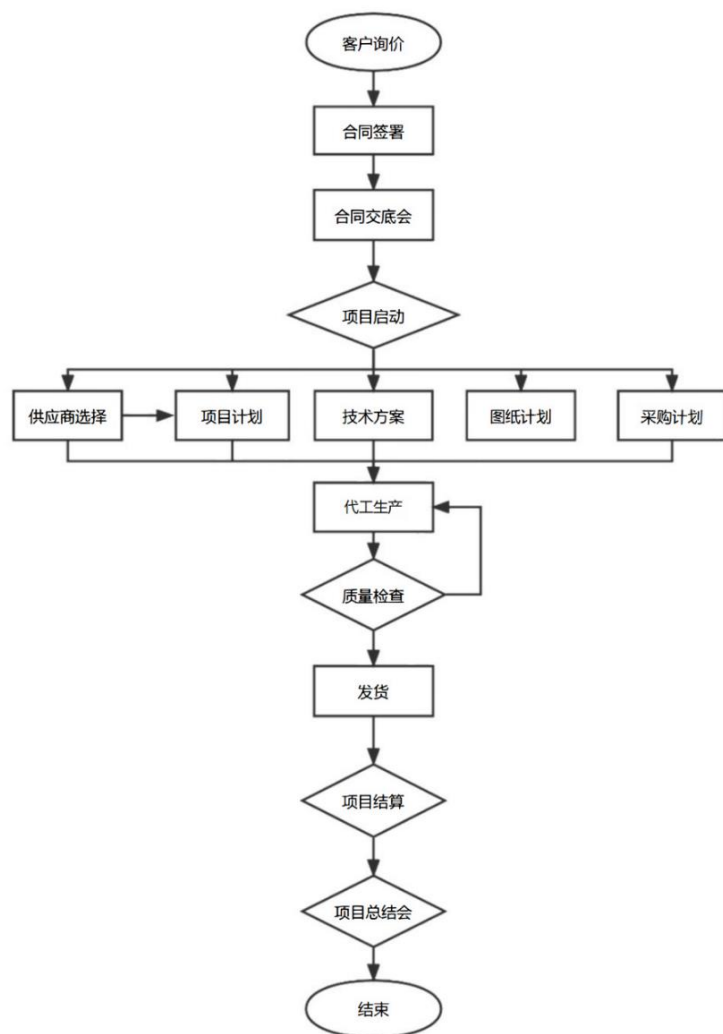 客户询价
合同签署
合同交底会
项目启动
供应商选择
项目计划
技术方案
图纸计划
采购计划
代工生产
质量检查
发货
项目结算
项目总结会
结束